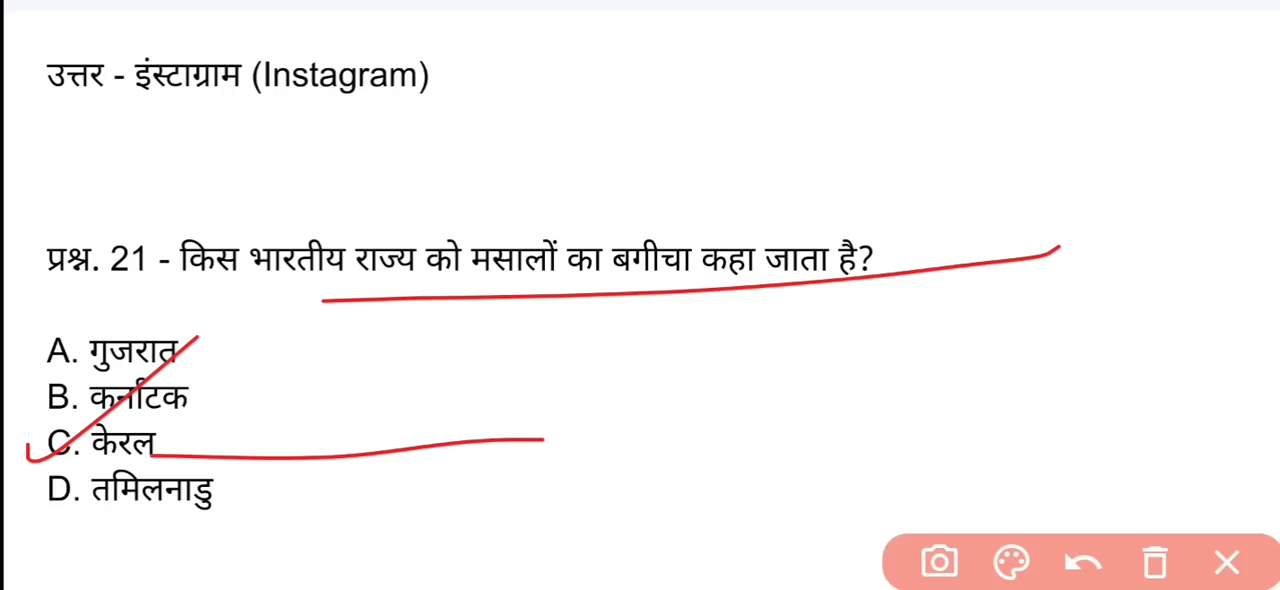 उत्तर - इंस्टाग्राम (Instagram)
प्रश्न. 21 - किस भारतीय राज्य को मसालों का बगीचा कहा जाता है?
A. गुजरात
B. कर्नाटक
C. केरल
D. तमिलनाडु